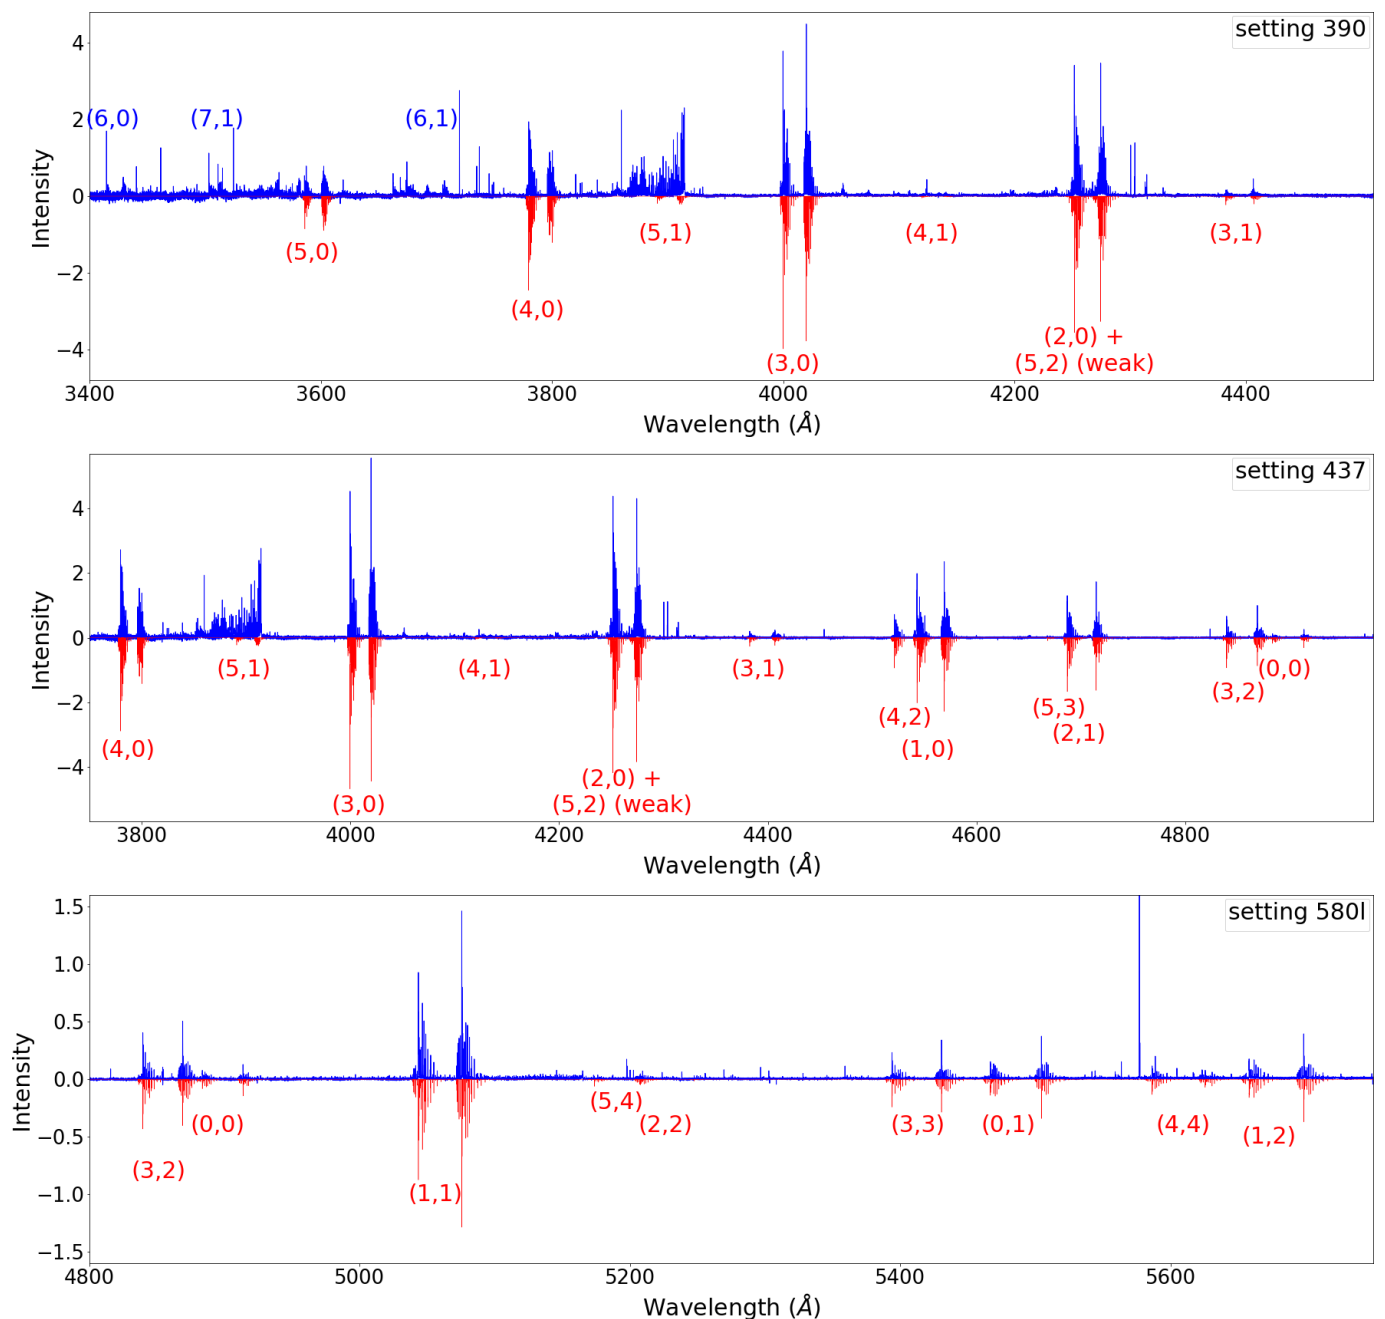 setting 390
4
2
0
−2
−4
Intensity
(6,0) (7,1) (6,1)
(5,0) (5,1) (4,1) (3,1)
(4,0)
(3,0)
(2,0) +
(5,2) (weak)
3400 3600 3800 4000 4200 4400
Wavelength (Å)
setting 437
4
2
0
−2
−4
Intensity
(5,1) (4,1) (3,1) (0,0)
(3,2)
(4,2) (5,3)
(2,1)
(4,0) (1,0)
(2,0) +
(3,0) (5,2) (weak)
3800 4000 4200 4400 4600 4800
Wavelength (Å)
setting 580l
1.5
1.0
0.5
0.0
−0.5
−1.0
−1.5
Intensity
(5,4)
(0,0) (2,2) (3,3) (0,1) (4,4)
(1,2)
(3,2)
(1,1)
4800 5000 5200 5400 5600
Wavelength (Å)